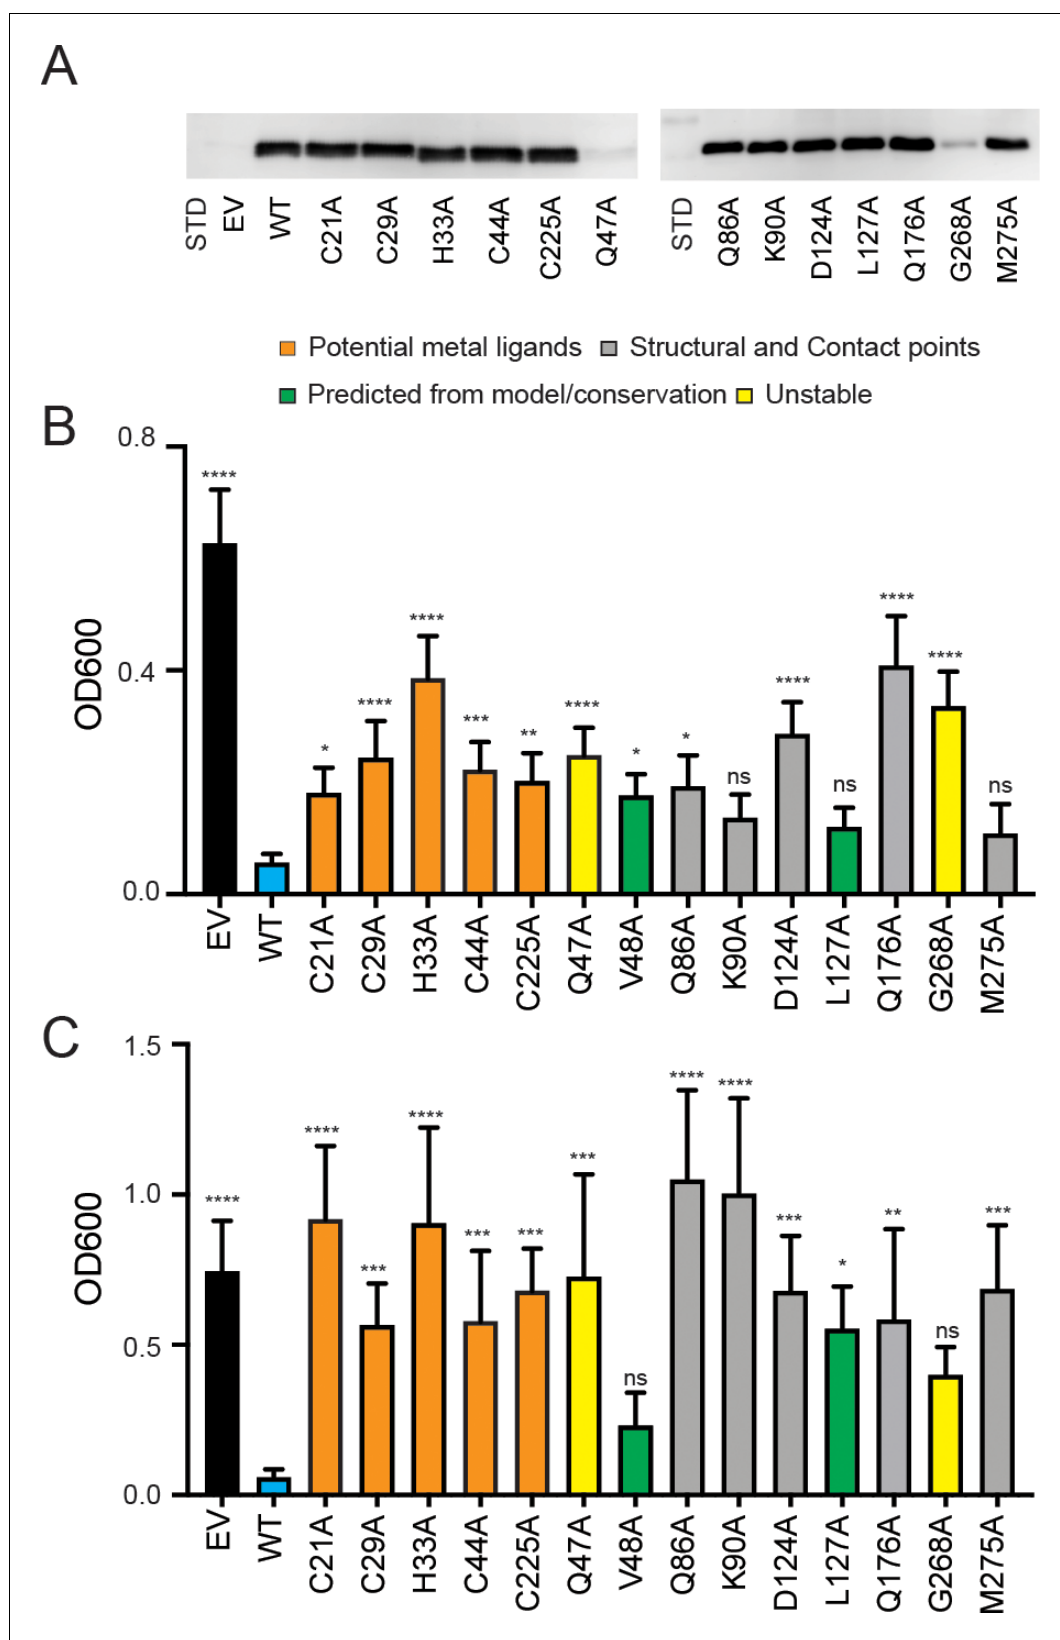 A
STD EV WT C21A C29A H33A C44A C225A Q47A STD Q86A K90A D124A L127A Q176A G268A M275A
Potential metal ligands Structural and Contact points
Predicted from model/conservation Unstable
B
OD600
0.8
0.4
0.0
**** * **** **** *** ** **** * * ns **** ns **** **** ns
EV WT C21A C29A H33A C44A C225A Q47A V48A Q86A K90A D124A L127A Q176A G268A M275A
C
OD600
1.5
1.0
0.5
0.0
**** **** *** **** *** *** *** ns **** **** *** * ** ns ***
EV WT C21A C29A H33A C44A C225A Q47A V48A Q86A K90A D124A L127A Q176A G268A M275A